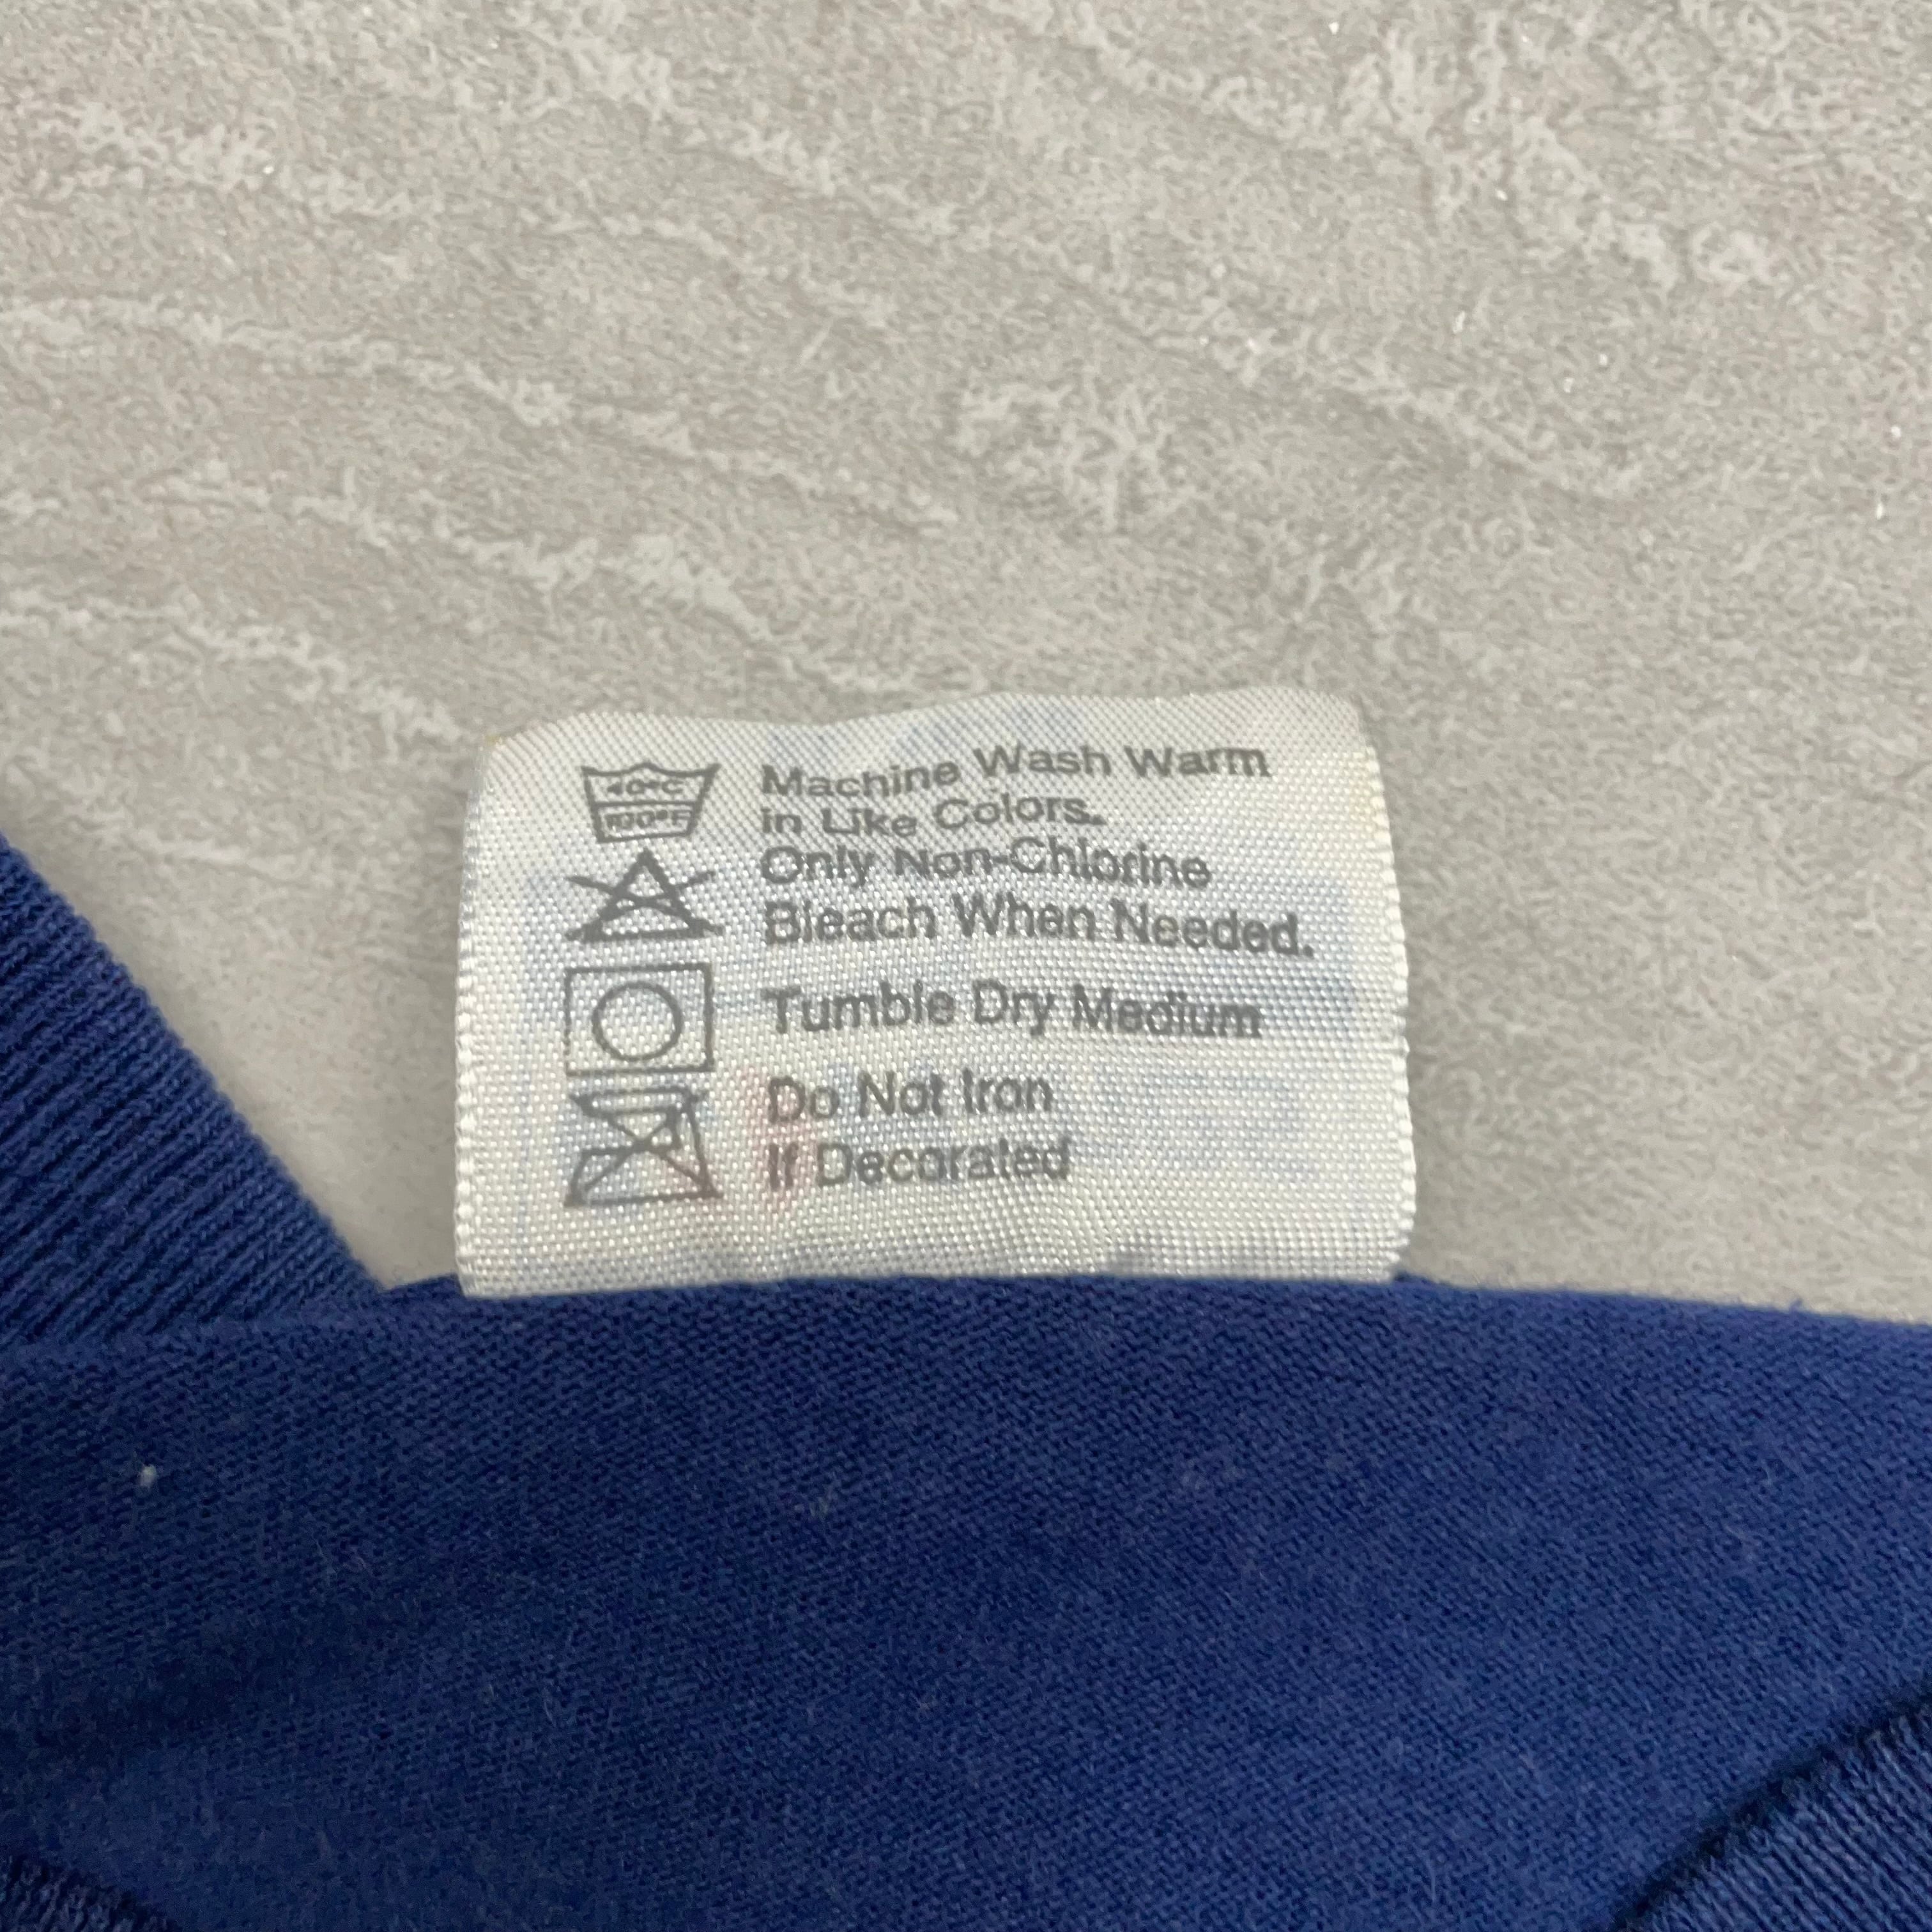 40°C
100°F
Machine Wash Warm
in Like Colors.
Only Non-Chlorine
Bleach When Needed.
Tumble Dry Medium
Do Not Iron
If Decorated